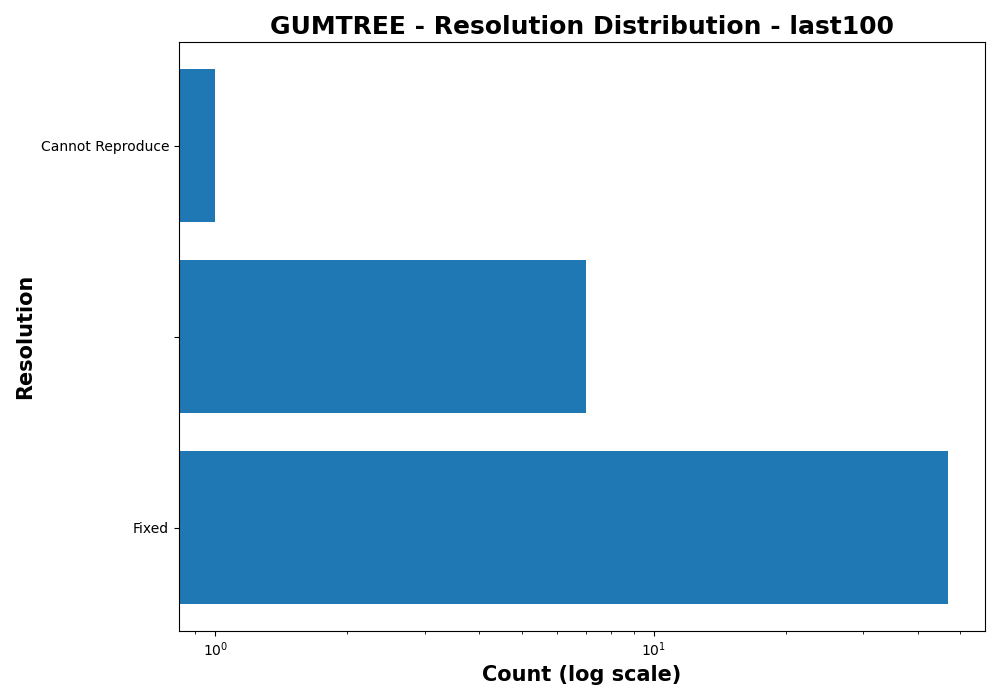 GUMTREE - Resolution Distribution - last100
Cannot Reproduce
Resolution
Fixed
10⁰ 10¹
Count (log scale)